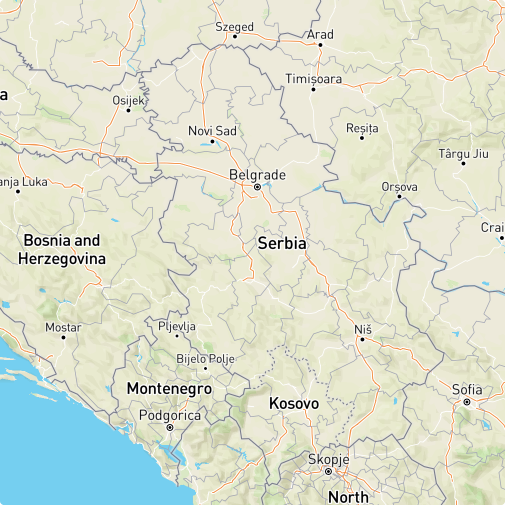 Szeged
Arad
Timișoara
a
Osijek
Novi Sad
Reșița
Târgu Jiu
Belgrade
anja Luka
Orșova
Crai
Bosnia and
Herzegovina
Serbia
Mostar
Pljevlja
Niš
Bijelo Polje
Montenegro
Kosovo
Sofia
Podgorica
Skopje
North